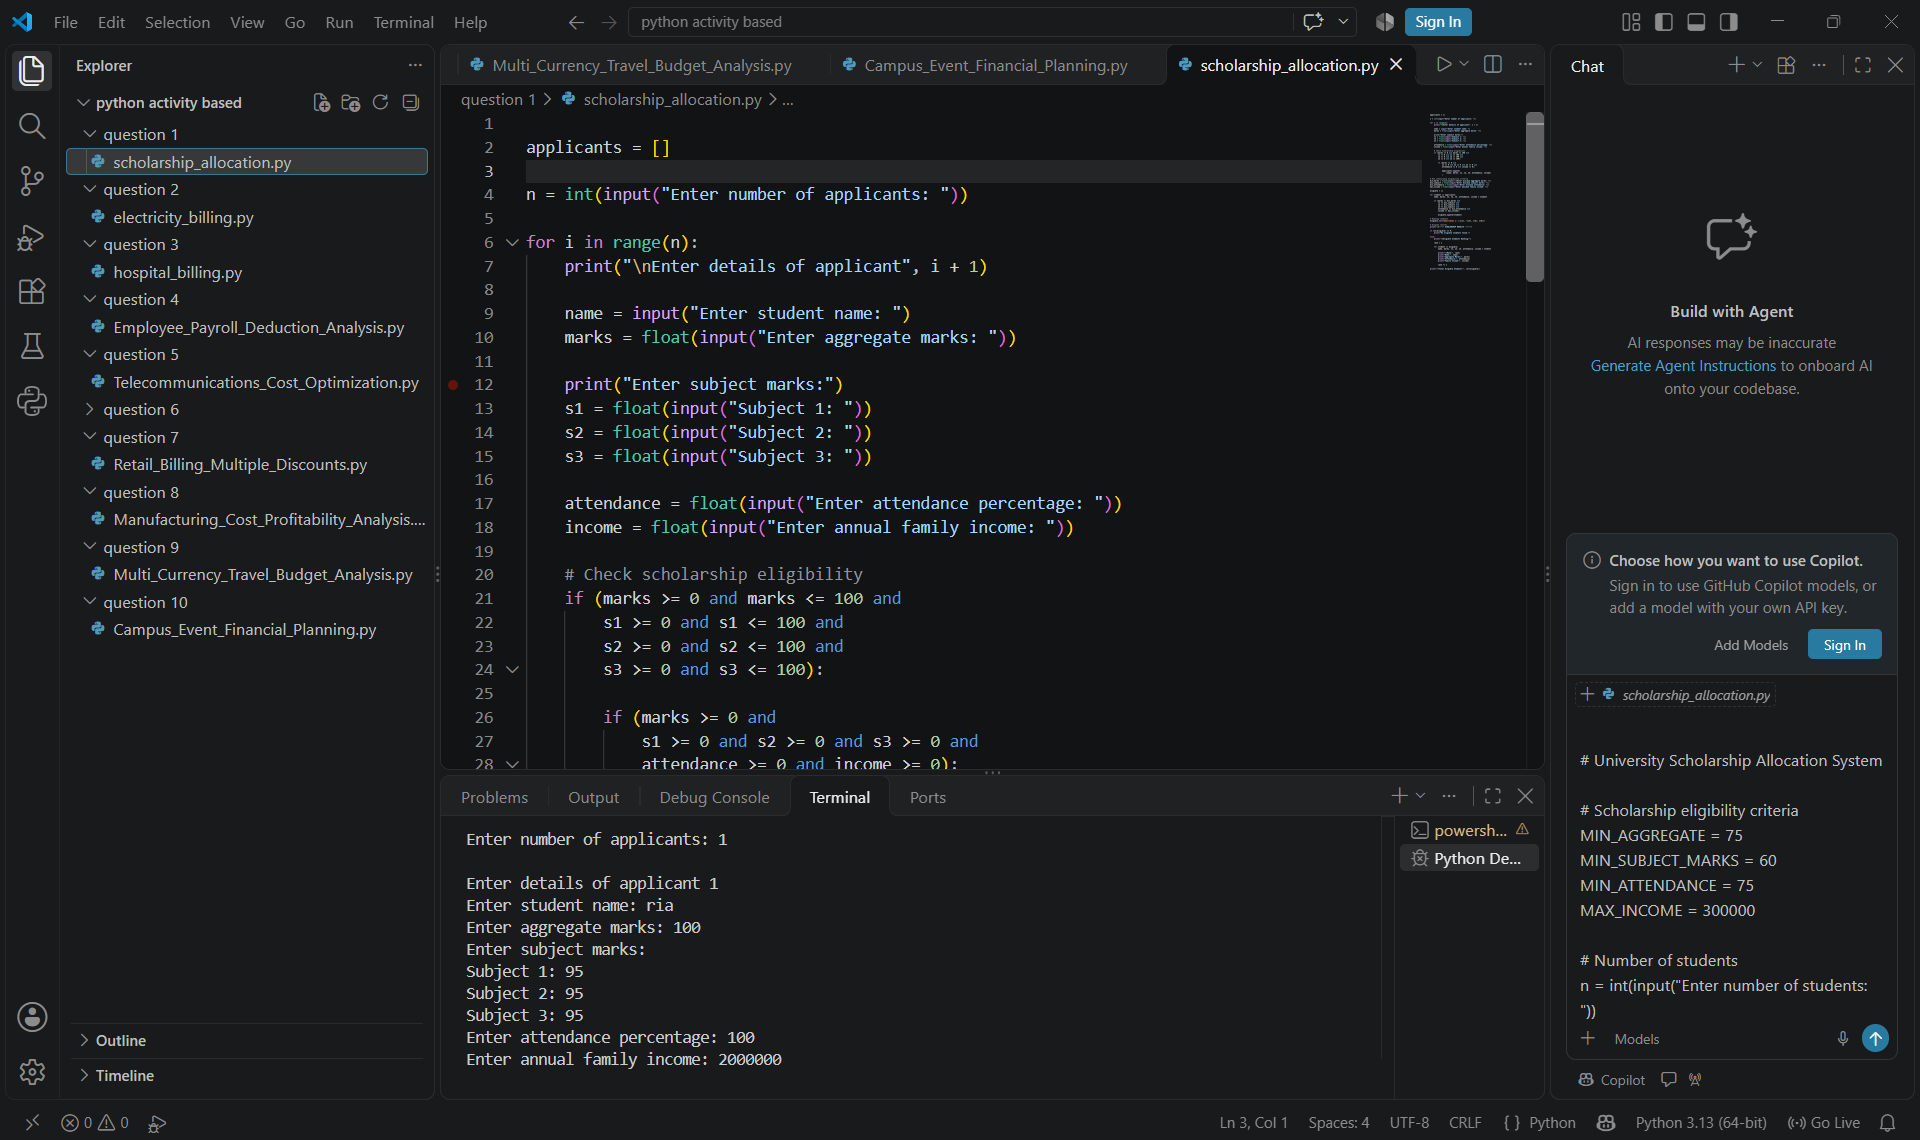 File Edit Selection View Go Run Terminal Help
python activity based
Sign In
Explorer
python activity based
question 1
scholarship_allocation.py
question 2
electricity_billing.py
question 3
hospital_billing.py
question 4
Employee_Payroll_Deduction_Analysis.py
question 5
Telecommunications_Cost_Optimization.py
question 6
question 7
Retail_Billing_Multiple_Discounts.py
question 8
Manufacturing_Cost_Profitability_Analysis....
question 9
Multi_Currency_Travel_Budget_Analysis.py
question 10
Campus_Event_Financial_Planning.py
Outline
Timeline
Multi_Currency_Travel_Budget_Analysis.py Campus_Event_Financial_Planning.py scholarship_allocation.py
question 1 > scholarship_allocation.py > ...
1
2 applicants = []
3
4 n = int(input("Enter number of applicants: "))
5
6 for i in range(n):
7 print("\nEnter details of applicant", i + 1)
8
9 name = input("Enter student name: ")
10 marks = float(input("Enter aggregate marks: "))
11
12 print("Enter subject marks:")
13 s1 = float(input("Subject 1: "))
14 s2 = float(input("Subject 2: "))
15 s3 = float(input("Subject 3: "))
16
17 attendance = float(input("Enter attendance percentage: "))
18 income = float(input("Enter annual family income: "))
19
20 # Check scholarship eligibility
21 if (marks >= 0 and marks <= 100 and
22 s1 >= 0 and s1 <= 100 and
23 s2 >= 0 and s2 <= 100 and
24 s3 >= 0 and s3 <= 100):
25
26 if (marks >= 0 and
27 s1 >= 0 and s2 >= 0 and s3 >= 0 and
28 attendance >= 0 and income >= 0):
Problems Output Debug Console Terminal Ports
Enter number of applicants: 1
Enter details of applicant 1
Enter student name: ria
Enter aggregate marks: 100
Enter subject marks:
Subject 1: 95
Subject 2: 95
Subject 3: 95
Enter attendance percentage: 100
Enter annual family income: 2000000
powersh...
Python De...
Chat
Build with Agent
AI responses may be inaccurate
Generate Agent Instructions to onboard AI
onto your codebase.
Choose how you want to use Copilot.
Sign in to use GitHub Copilot models, or
add a model with your own API key.
Add Models Sign In
scholarship_allocation.py
# University Scholarship Allocation System
# Scholarship eligibility criteria
MIN_AGGREGATE = 75
MIN_SUBJECT_MARKS = 60
MIN_ATTENDANCE = 75
MAX_INCOME = 300000
# Number of students
n = int(input("Enter number of students:
"))
Models
Copilot
0 0
Ln 3, Col 1 Spaces: 4 UTF-8 CRLF { } Python Python 3.13 (64-bit) Go Live